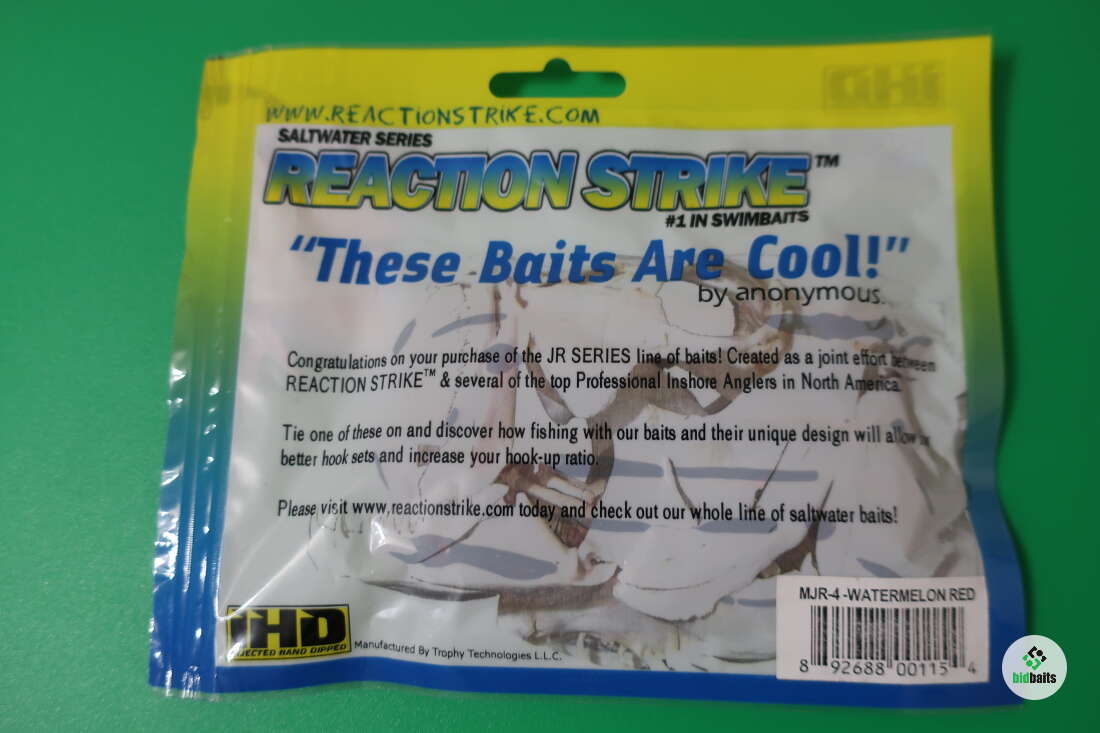 WWW.REACTIONSTRIKE.COM
SALTWATER SERIES
REACTION STRIKE™
#1 IN SWIMBAITS
"These Baits Are Cool!"
by anonymous.
Congratulations on your purchase of the JR SERIES line of baits! Created as a joint effort between
REACTION STRIKE™ & several of the top Professional Inshore Anglers in North America.
Tie one of these on and discover how fishing with our baits and their unique design will allow
better hook sets and increase your hook-up ratio.
Please visit www.reactionstrike.com today and check out our whole line of saltwater baits!
IHD
INJECTED HAND DIPPED
Manufactured By Trophy Technologies L.L.C.
MJR-4 -WATERMELON RED
8 92688 00115 4
bidbaits